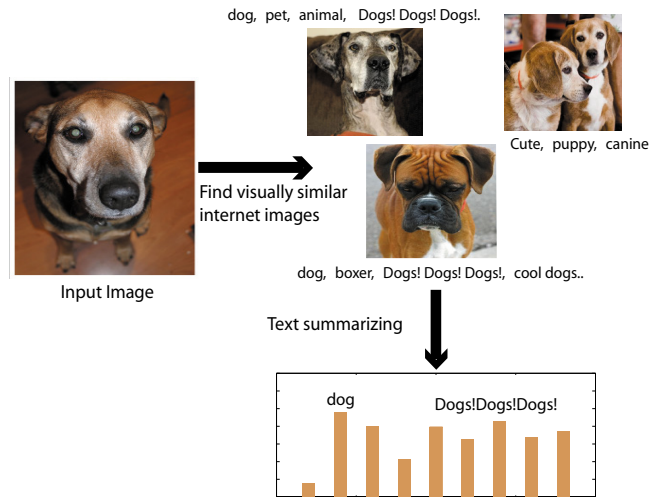 dog, pet, animal, Dogs! Dogs! Dogs!.
Cute, puppy, canine
Find visually similar
internet images
Input Image
dog, boxer, Dogs! Dogs! Dogs!, cool dogs..
Text summarizing
dog
Dogs!Dogs!Dogs!